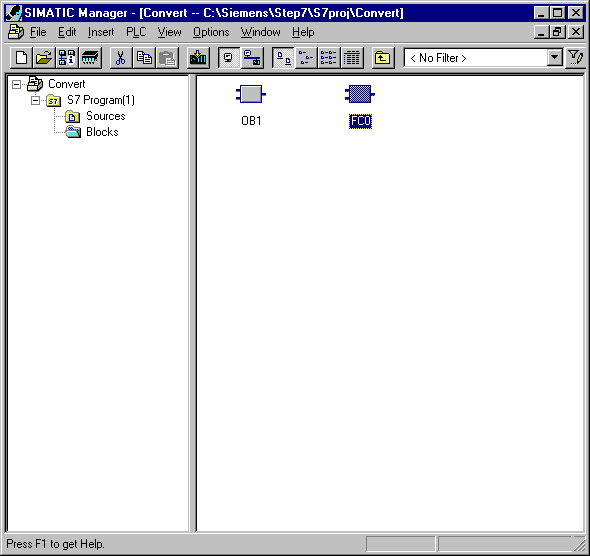 SIMATIC Manager - [Convert -- C:\Siemens\Step7\S7proj\Convert]
File Edit Insert PLC View Options Window Help
< No Filter >
Convert
S7 Program(1)
Sources
Blocks
OB1 FC0
Press F1 to get Help.